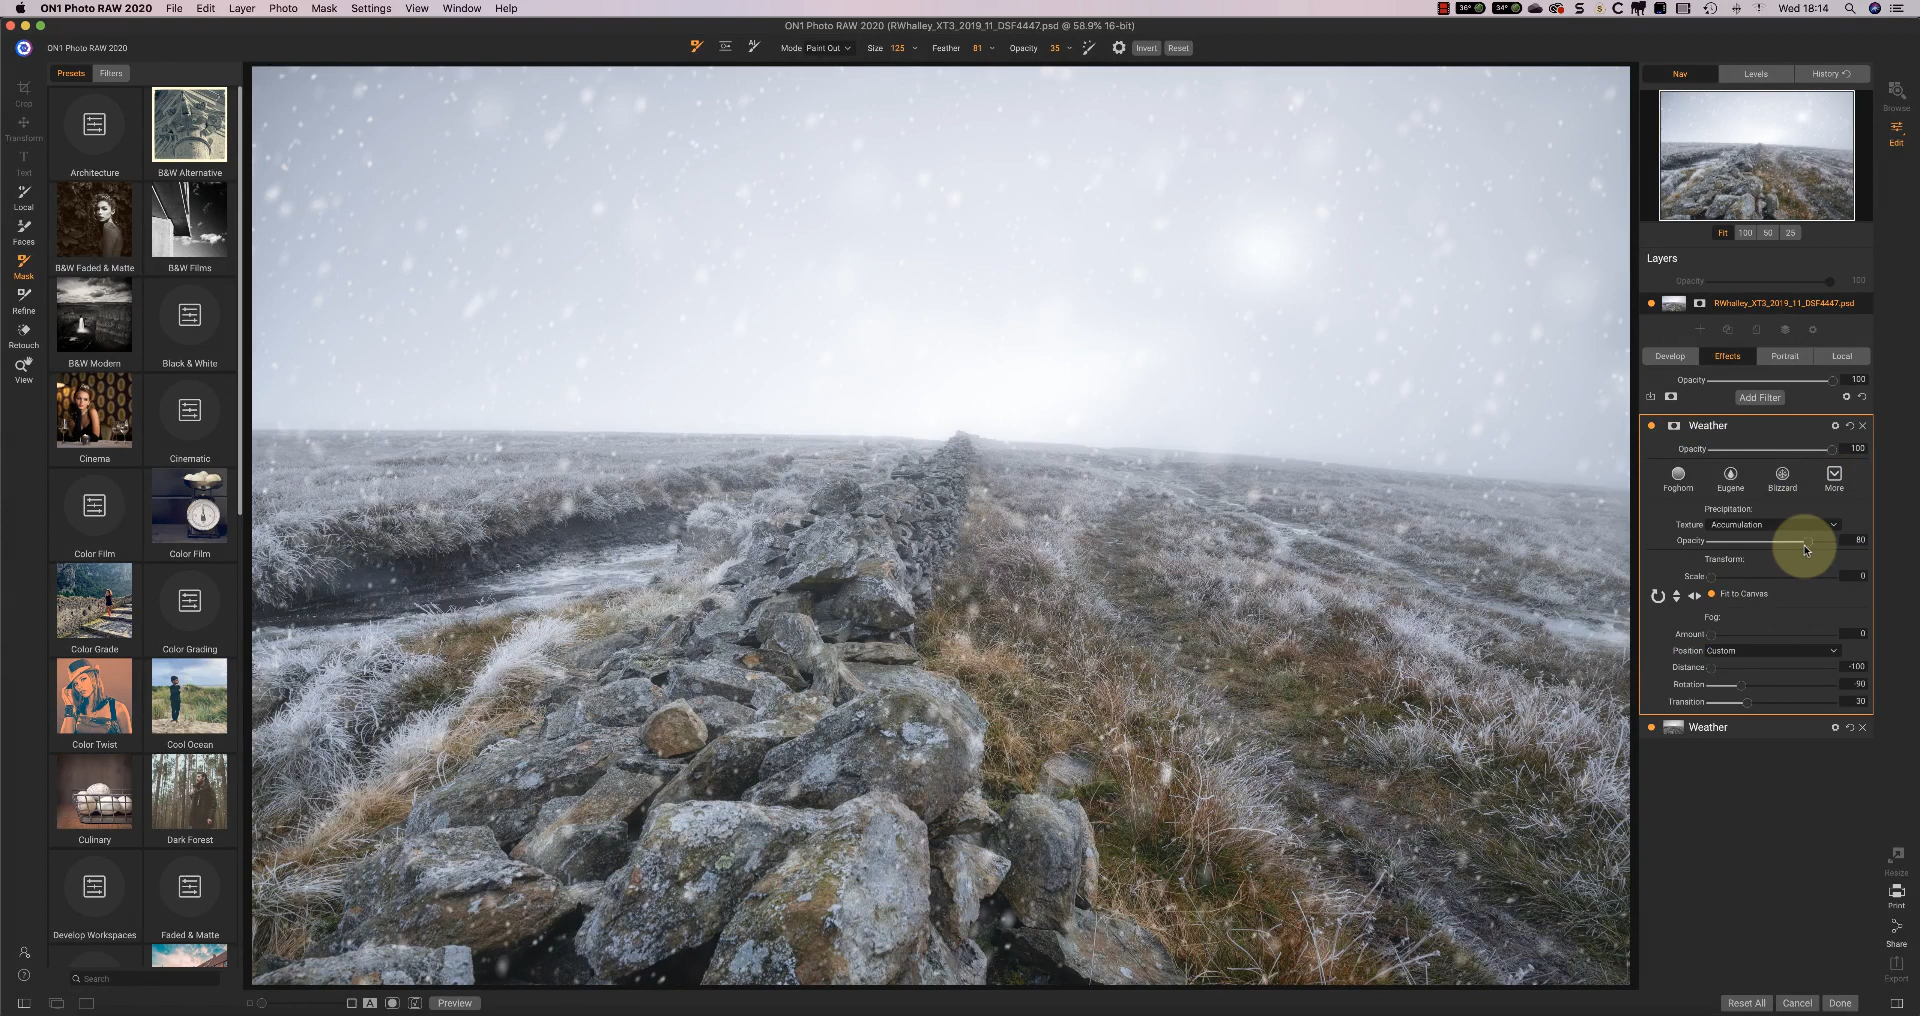 ON1 Photo RAW 2020 File Edit Layer Photo Mask Settings View Window Help 36° 34° Wed 18:14
ON1 Photo RAW 2020 (RWhalley_XT3_2019_11_DSF4447.psd @ 58.9% 16-bit)
ON1 Photo RAW 2020
Mode Paint Out Size 125 Feather 81 Opacity 35 Invert Reset
Presets Filters
Crop
Transform
Text
Local
Faces
Mask
Refine
Retouch
View
Architecture B&W Alternative
B&W Faded & Matte B&W Films
B&W Modern Black & White
Cinema Cinematic
Color Film Color Film
Color Grade Color Grading
Color Twist Cool Ocean
Culinary Dark Forest
Develop Workspaces Faded & Matte
Search
Preview
Nav Levels History
Fit 100 50 25
Layers
Opacity 100
RWhalley_XT3_2019_11_DSF4447.psd
Develop Effects Portrait Local
Opacity 100
Add Filter
Weather
Opacity 100
Foghorn Eugene Blizzard More
Precipitation:
Texture Accumulation
Opacity 80
Transform:
Scale 0
Fit to Canvas
Fog:
Amount 0
Position Custom
Distance -100
Rotation -90
Transition 30
Weather
Browse
Edit
Resize
Print
Share
Export
Reset All Cancel Done